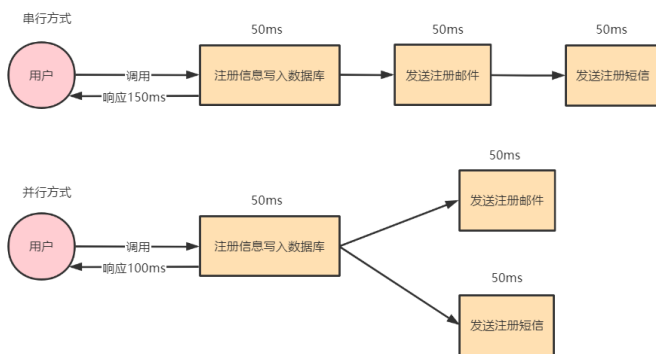 串行方式
50ms
50ms
50ms
用户
调用
响应150ms
注册信息写入数据库
发送注册邮件
发送注册短信
并行方式
50ms
50ms
用户
调用
响应100ms
注册信息写入数据库
发送注册邮件
50ms
发送注册短信